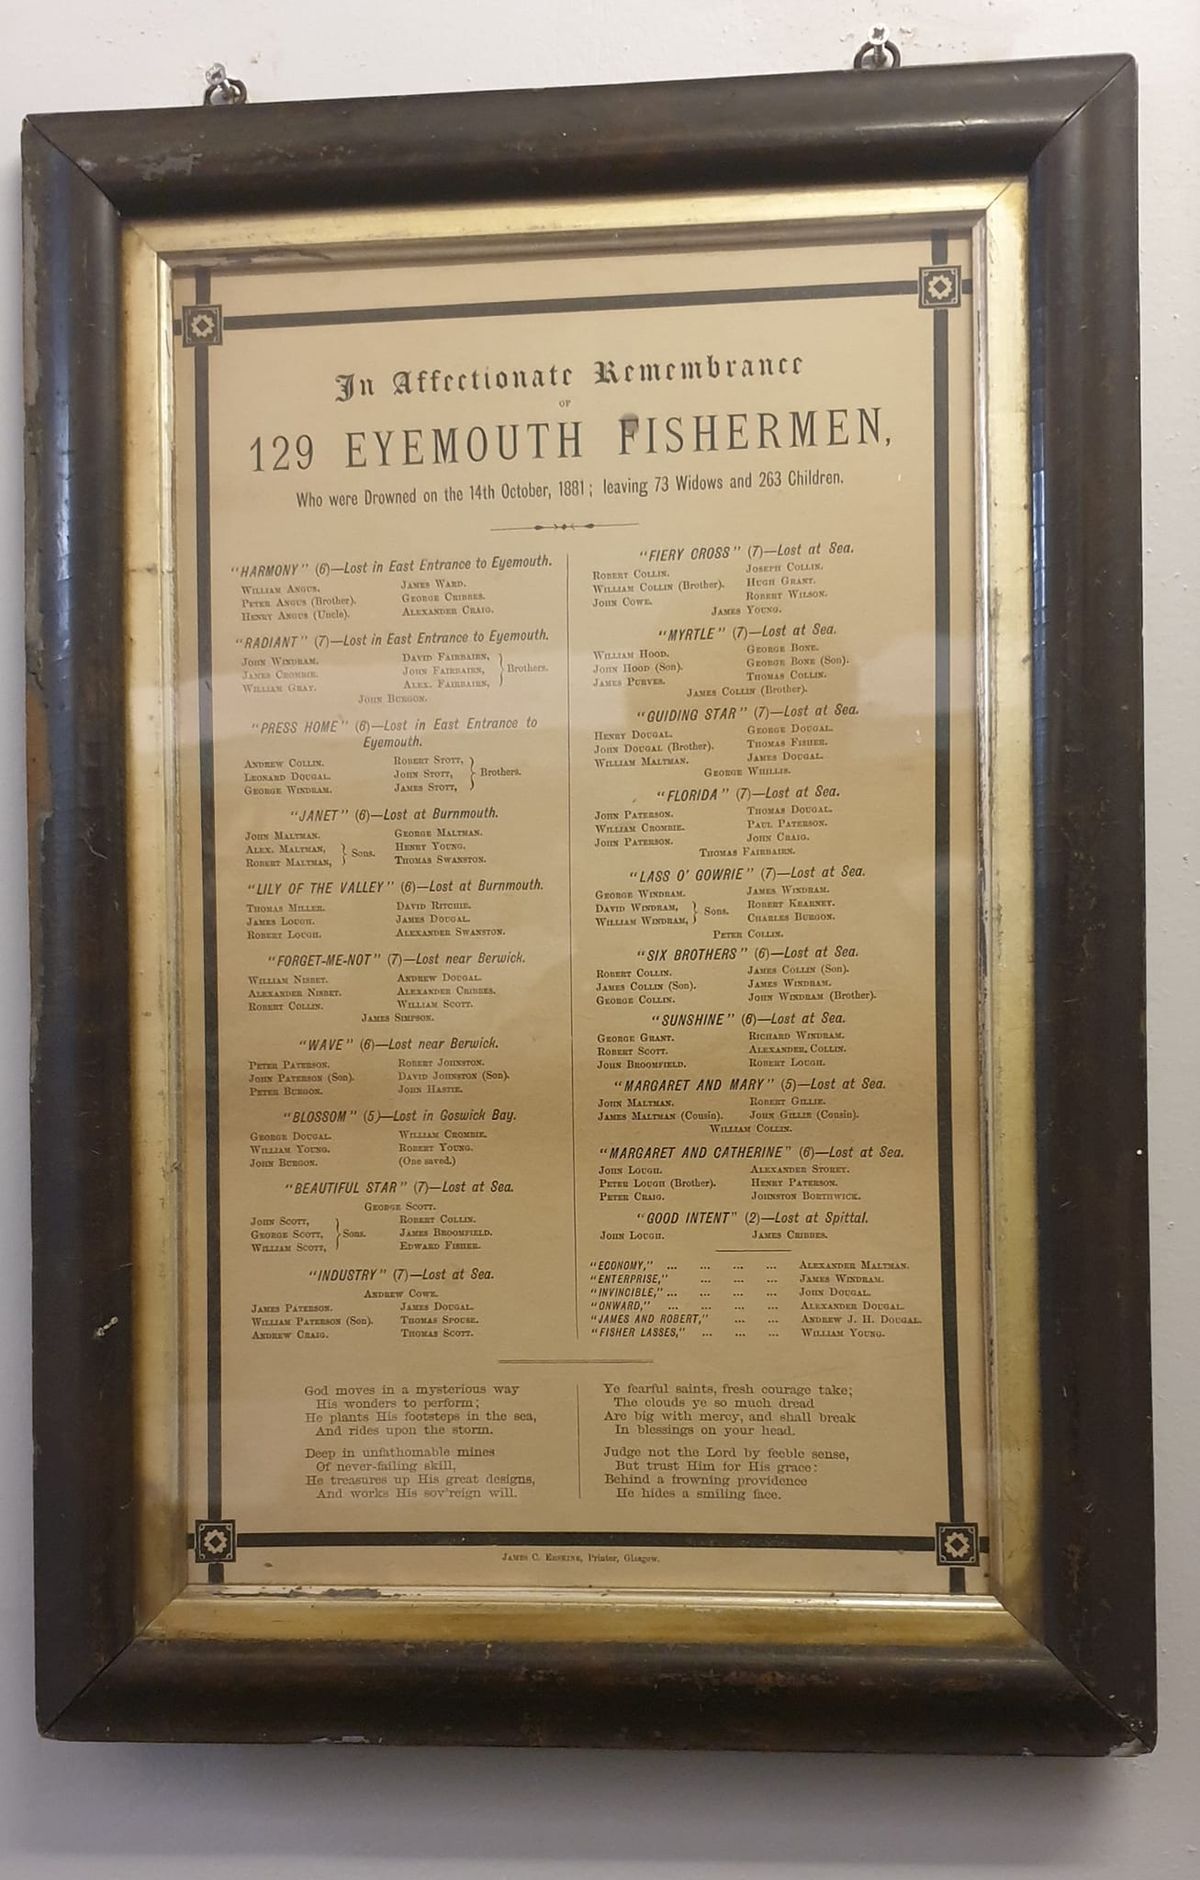 In Affectionate Remembrance
OF
129 EYEMOUTH FISHERMEN,
Who were Drowned on the 14th October, 1881; leaving 73 Widows and 263 Children.
"HARMONY" (6)—Lost in East Entrance to Eyemouth.
WILLIAM ANGUS. JAMES WARD.
PETER ANGUS (Brother). GEORGE CRIBBES.
HENRY ANGUS (Uncle). ALEXANDER CRAIG.
"RADIANT" (7)—Lost in East Entrance to Eyemouth.
JOHN WINDRAM. DAVID FAIRBAIRN,
JAMES CROMBIE. JOHN FAIRBAIRN, Brothers.
WILLIAM GRAY. ALEX. FAIRBAIRN,
JOHN BURGON.
"PRESS HOME" (6)—Lost in East Entrance to
Eyemouth.
ANDREW COLLIN. ROBERT STOTT,
LEONARD DOUGAL. JOHN STOTT, Brothers.
GEORGE WINDRAM. JAMES STOTT,
"JANET" (6)—Lost at Burnmouth.
JOHN MALTMAN. GEORGE MALTMAN.
ALEX. MALTMAN, Sons. HENRY YOUNG.
ROBERT MALTMAN, THOMAS SWANSTON.
"LILY OF THE VALLEY" (6)—Lost at Burnmouth.
THOMAS MILLER. DAVID RITCHIE.
JAMES LOUGH. JAMES DOUGAL.
ROBERT LOUGH. ALEXANDER SWANSTON.
"FORGET-ME-NOT" (7)—Lost near Berwick.
WILLIAM NISBET. ANDREW DOUGAL.
ALEXANDER NISBET. ALEXANDER CRIBBES.
ROBERT COLLIN. WILLIAM SCOTT.
JAMES SIMPSON.
"WAVE" (6)—Lost near Berwick.
PETER PATERSON. ROBERT JOHNSTON.
JOHN PATERSON (Son). DAVID JOHNSTON (Son).
PETER BURGON. JOHN HASTIE.
"BLOSSOM" (5)—Lost in Goswick Bay.
GEORGE DOUGAL. WILLIAM CROMBIE.
WILLIAM YOUNG. ROBERT YOUNG.
JOHN BURGON. (One saved.)
"BEAUTIFUL STAR" (7)—Lost at Sea.
GEORGE SCOTT.
JOHN SCOTT, ROBERT COLLIN.
GEORGE SCOTT, Sons. JAMES BROOMFIELD.
WILLIAM SCOTT, EDWARD FISHER.
"INDUSTRY" (7)—Lost at Sea.
ANDREW COWE.
JAMES PATERSON. JAMES DOUGAL.
WILLIAM PATERSON (Son). THOMAS SPOUSE.
ANDREW CRAIG. THOMAS SCOTT.
"FIERY CROSS" (7)—Lost at Sea.
ROBERT COLLIN. JOSEPH COLLIN.
WILLIAM COLLIN (Brother). HUGH GRANT.
JOHN COWE. ROBERT WILSON.
JAMES YOUNG.
"MYRTLE" (7)—Lost at Sea.
WILLIAM HOOD. GEORGE BONE.
JOHN HOOD (Son). GEORGE BONE (Son).
JAMES PURVES. THOMAS COLLIN.
JAMES COLLIN (Brother).
"GUIDING STAR" (7)—Lost at Sea.
HENRY DOUGAL. GEORGE DOUGAL.
JOHN DOUGAL (Brother). THOMAS FISHER.
WILLIAM MALTMAN. JAMES DOUGAL.
GEORGE WHILLIS.
"FLORIDA" (7)—Lost at Sea.
JOHN PATERSON. THOMAS DOUGAL.
WILLIAM CROMBIE. PAUL PATERSON.
JOHN PATERSON. JOHN CRAIG.
THOMAS FAIRBAIRN.
"LASS O' GOWRIE" (7)—Lost at Sea.
GEORGE WINDRAM. JAMES WINDRAM.
DAVID WINDRAM, Sons. ROBERT KEARNEY.
WILLIAM WINDRAM, CHARLES BURGON.
PETER COLLIN.
"SIX BROTHERS" (6)—Lost at Sea.
ROBERT COLLIN. JAMES COLLIN (Son).
JAMES COLLIN (Son). JAMES WINDRAM.
GEORGE COLLIN. JOHN WINDRAM (Brother).
"SUNSHINE" (6)—Lost at Sea.
GEORGE GRANT. RICHARD WINDRAM.
ROBERT SCOTT. ALEXANDER. COLLIN.
JOHN BROOMFIELD. ROBERT LOUGH.
"MARGARET AND MARY" (5)—Lost at Sea.
JOHN MALTMAN. ROBERT GILLIE.
JAMES MALTMAN (Cousin). JOHN GILLIE (Cousin).
WILLIAM COLLIN.
"MARGARET AND CATHERINE" (6)—Lost at Sea.
JOHN LOUGH. ALEXANDER STOREY.
PETER LOUGH (Brother). HENRY PATERSON.
PETER CRAIG. JOHNSTON BORTHWICK.
"GOOD INTENT" (2)—Lost at Spittal.
JOHN LOUGH. JAMES CRIBBES.
"ECONOMY," ... ... ... ... ALEXANDER MALTMAN.
"ENTERPRISE," ... ... ... JAMES WINDRAM.
"INVINCIBLE," ... ... ... ... JOHN DOUGAL.
"ONWARD," ... ... ... ... ALEXANDER DOUGAL.
"JAMES AND ROBERT," ... ... ANDREW J. H. DOUGAL.
"FISHER LASSES," ... ... ... WILLIAM YOUNG.
God moves in a mysterious way
His wonders to perform;
He plants His footsteps in the sea,
And rides upon the storm.
Deep in unfathomable mines
Of never-failing skill,
He treasures up His great designs,
And works His sov'reign will.
Ye fearful saints, fresh courage take;
The clouds ye so much dread
Are big with mercy, and shall break
In blessings on your head.
Judge not the Lord by feeble sense,
But trust Him for His grace:
Behind a frowning providence
He hides a smiling face.
JAMES C. ERSKINE, Printer, Glasgow.